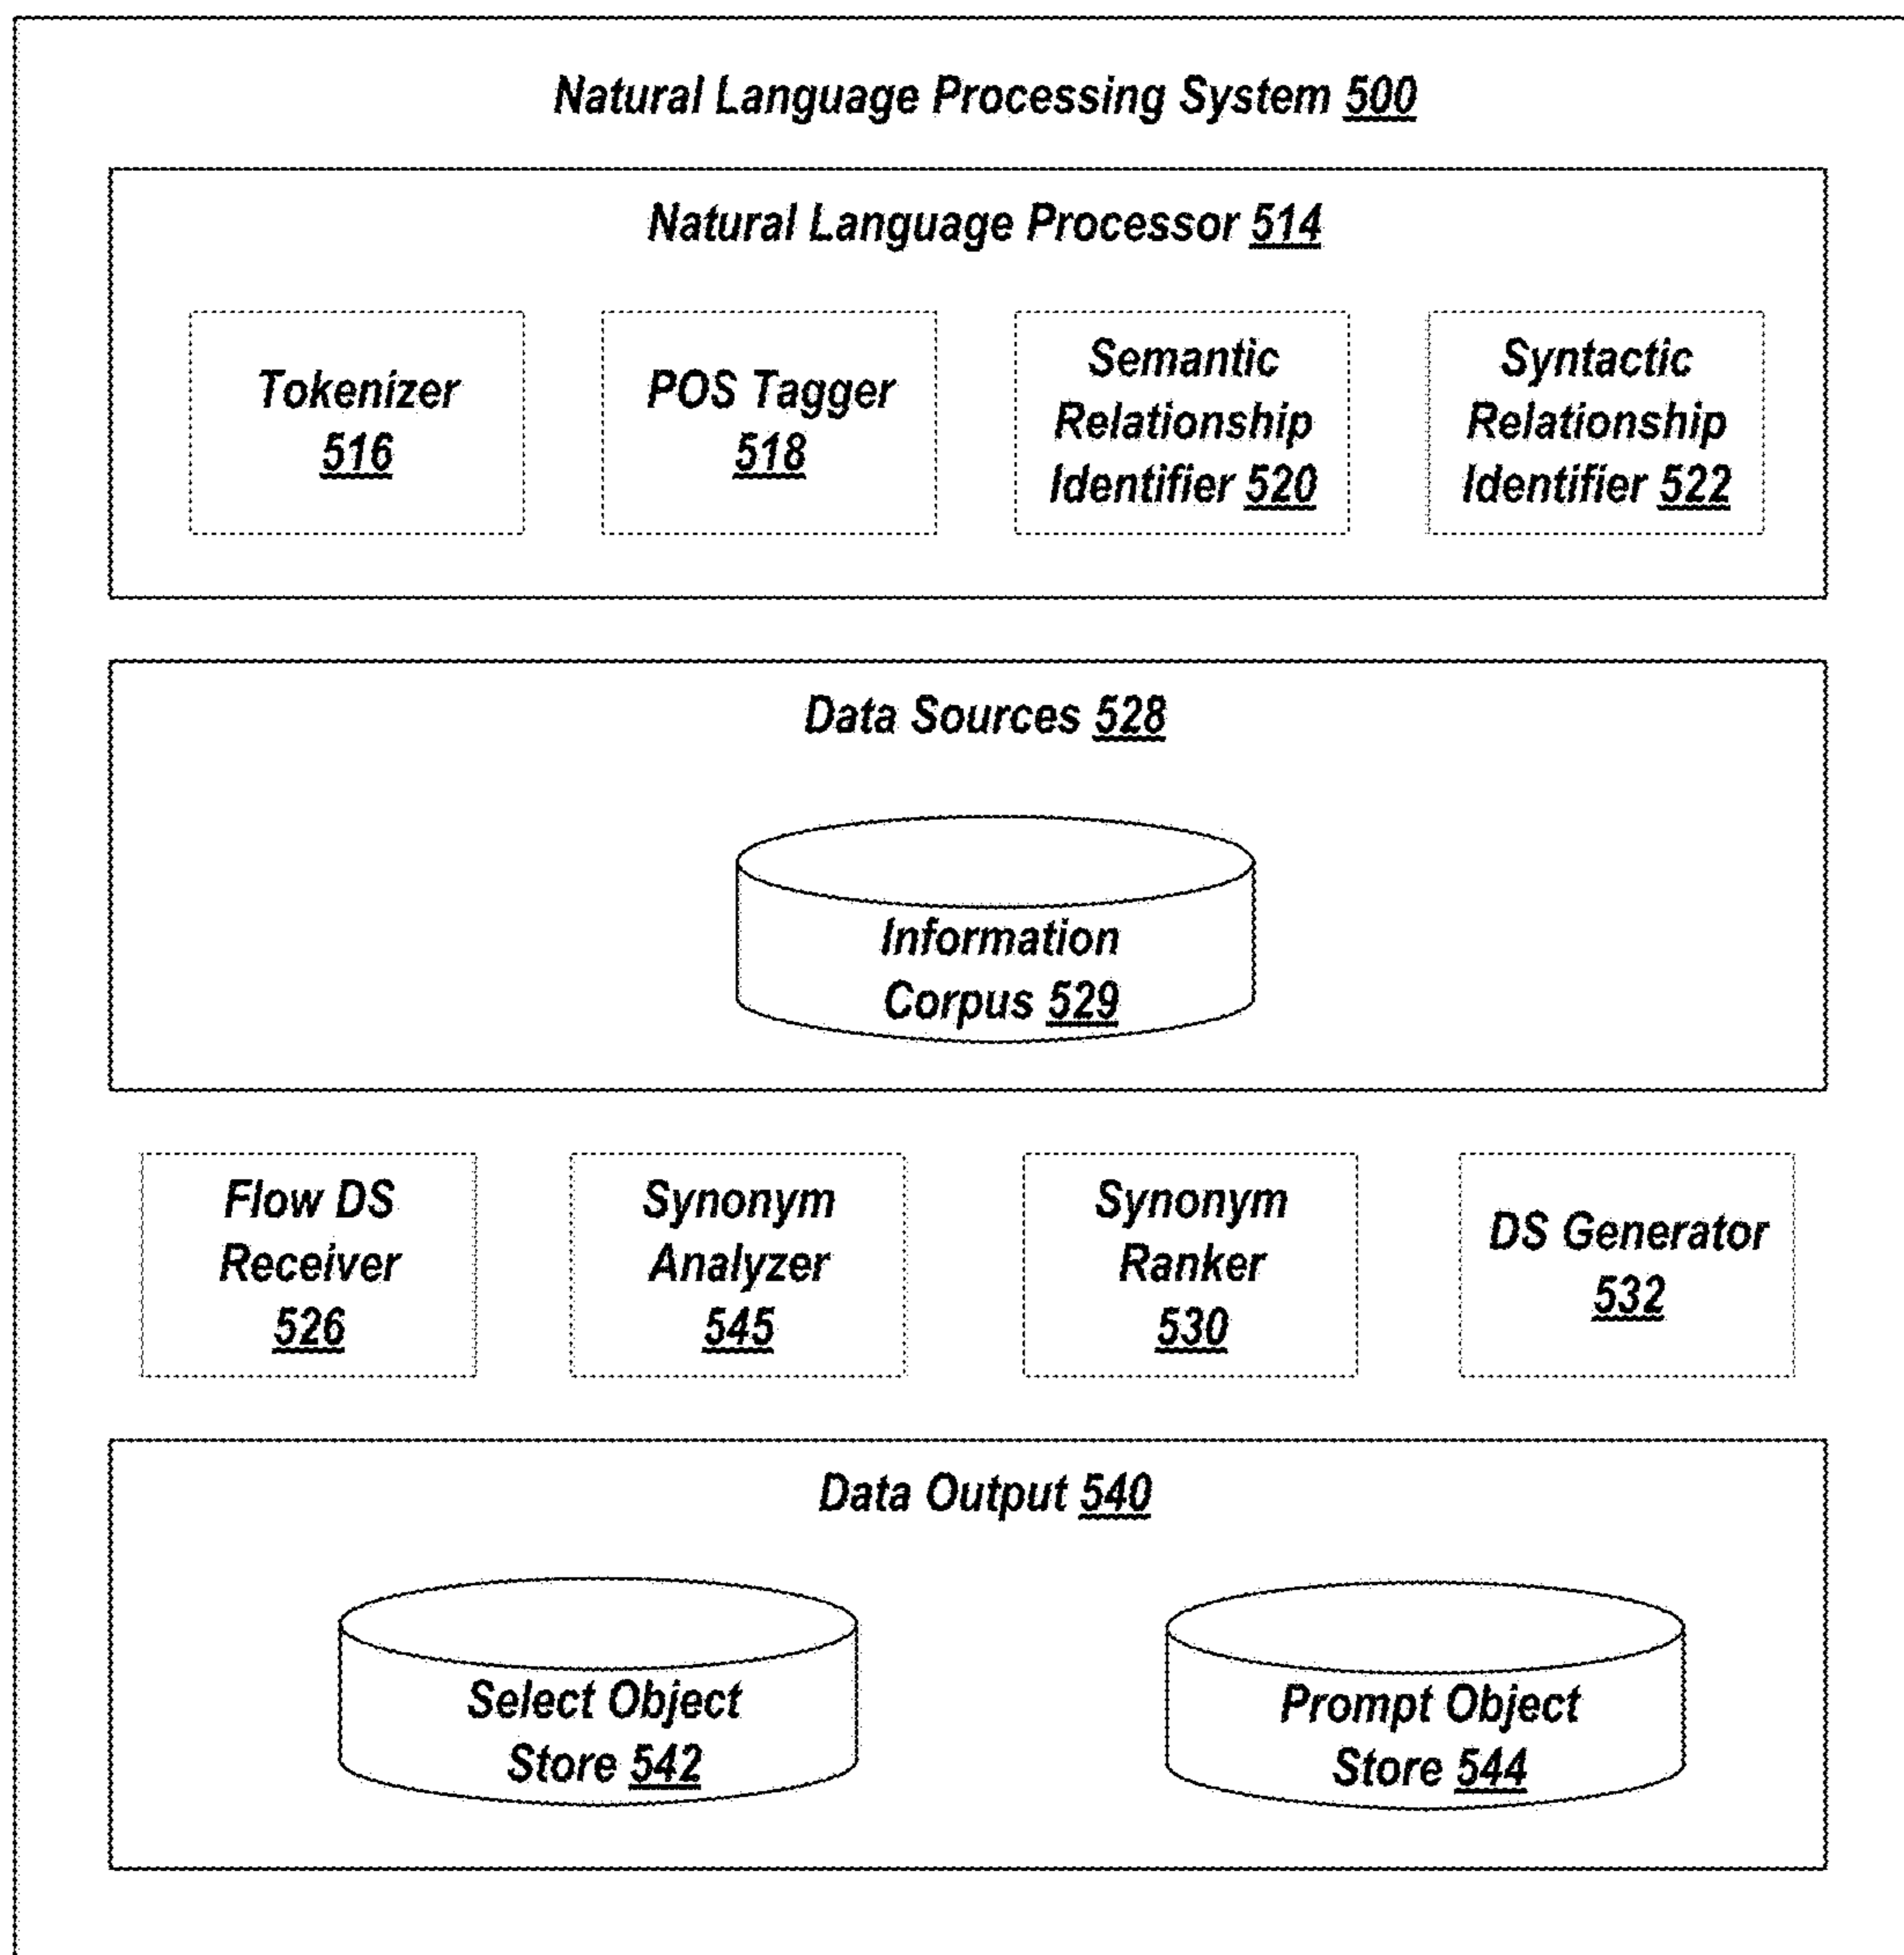 Natural Language Processing System 500
Natural Language Processor 514
Tokenizer
516
POS Tagger
518
Semantic
Relationship
Identifier 520
Syntactic
Relationship
Identifier 522
Data Sources 528
Information
Corpus 529
Flow DS
Receiver
526
Synonym
Analyzer
545
Synonym
Ranker
530
DS Generator
532
Data Output 540
Select Object
Store 542
Prompt Object
Store 544